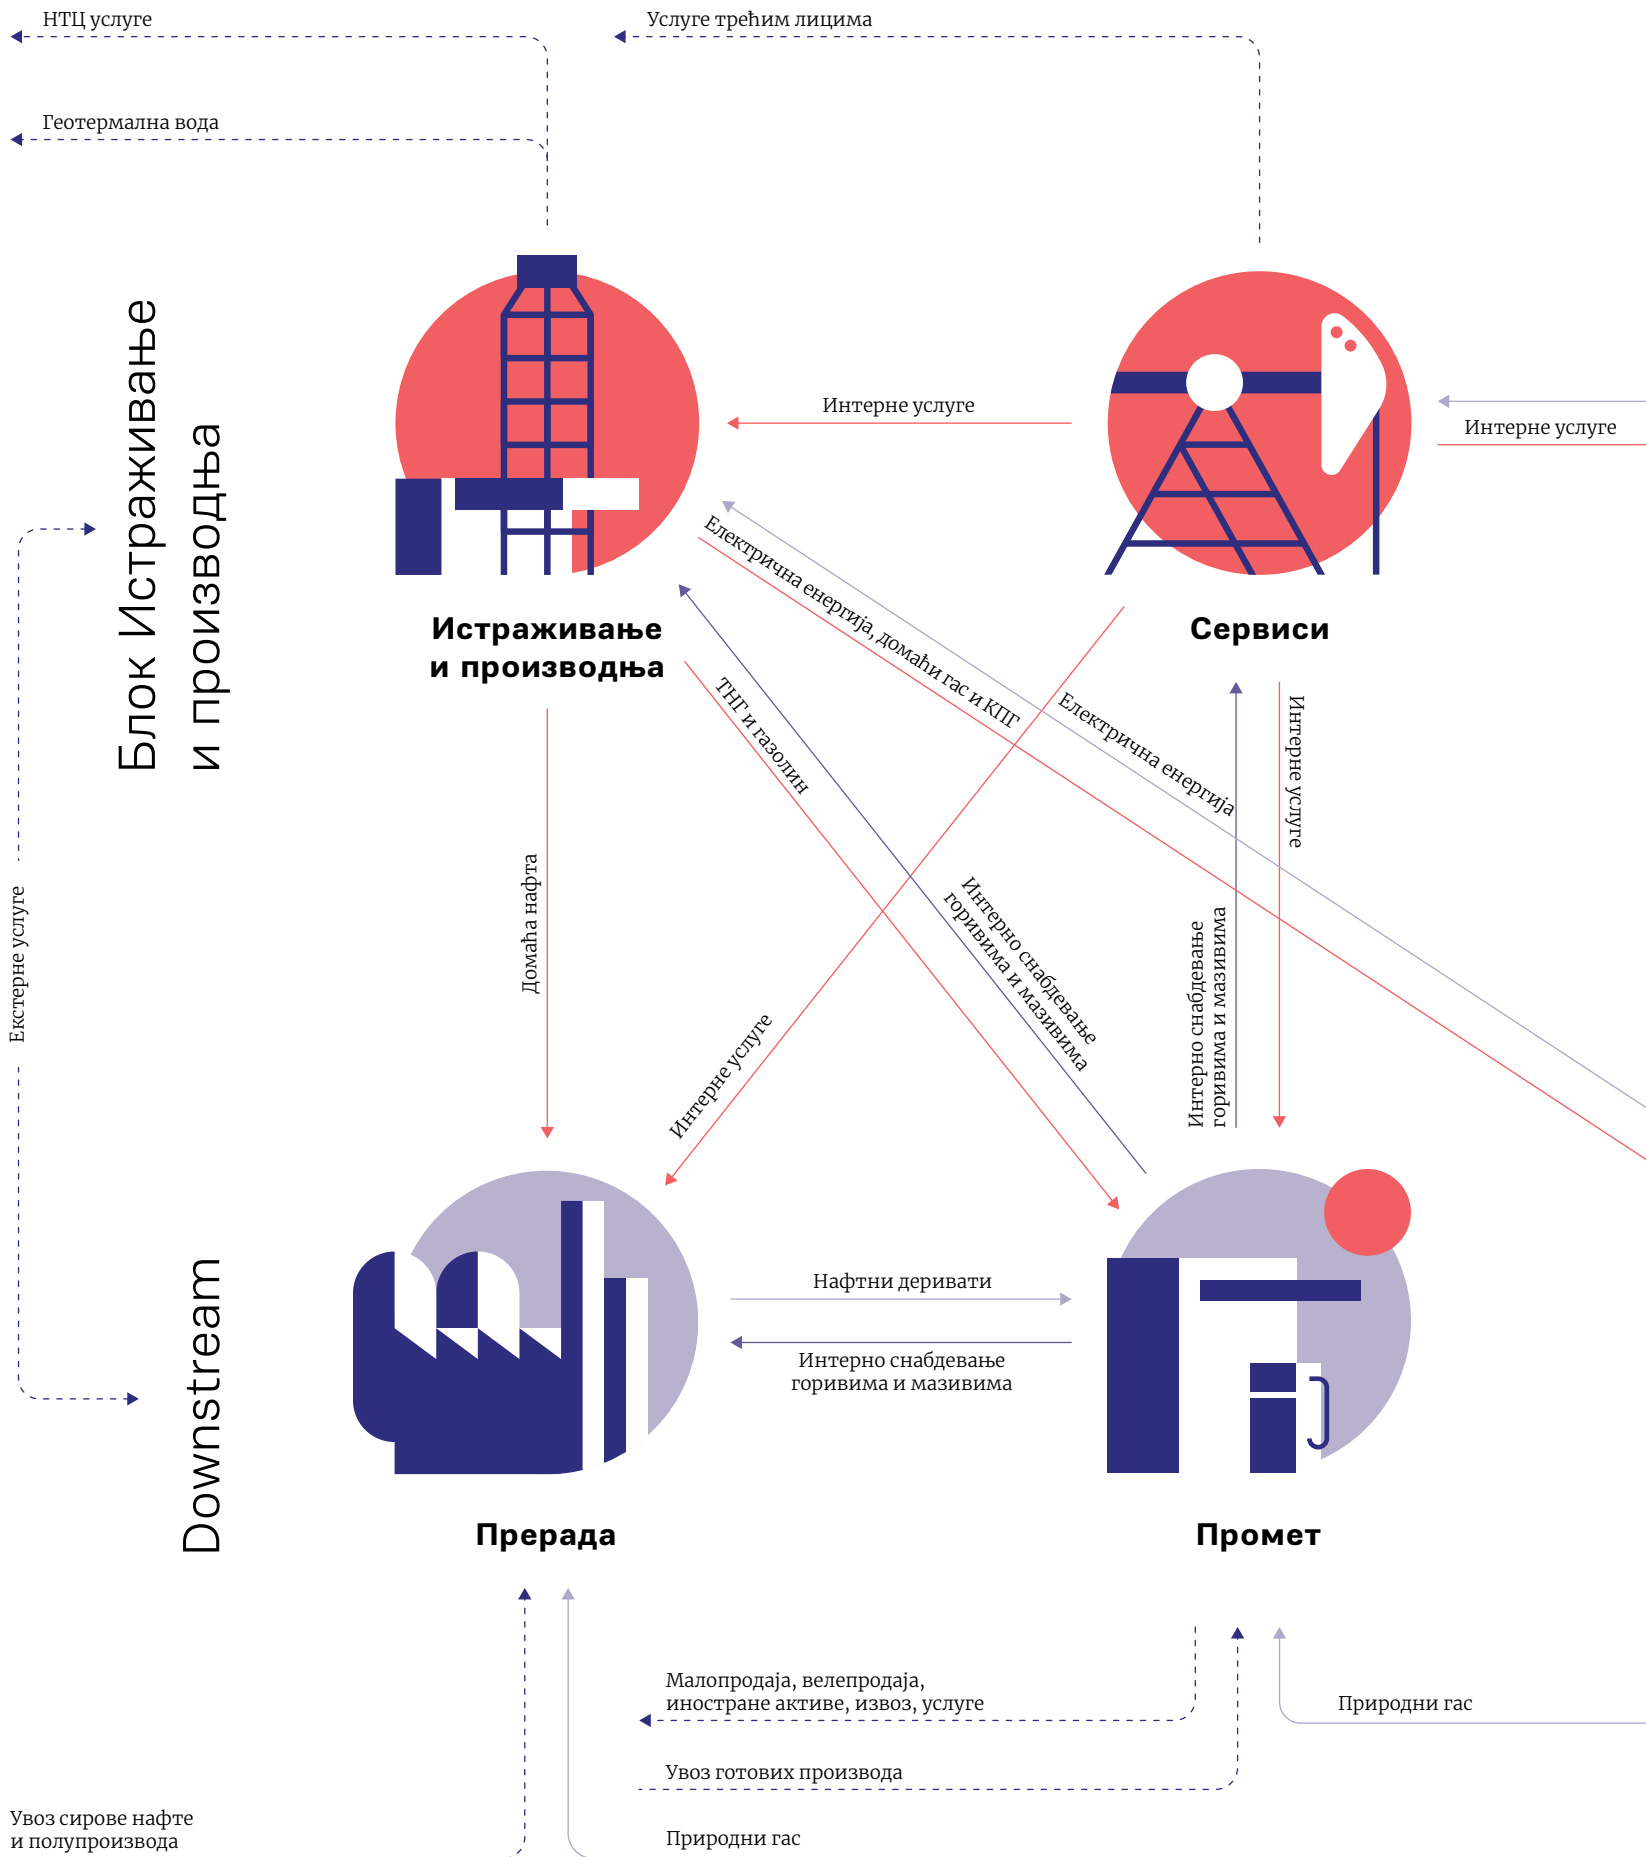 НТЦ услуге
Услуге трећим лицима
Геотермална вода
Блок Истраживање
и производња
Интерне услуге
Интерне услуге
Електрична енергија, домаћи гас и КПГ
Истраживање
и производња
Сервиси
ТНГ и газолин
Електрична енергија
Интерне услуге
Домаћа нафта
Екстерне услуге
Интерно снабдевање
горивима и мазивима
Интерно снабдевање
горивима и мазивима
Интерне услуге
Downstream
Нафтни деривати
Интерно снабдевање
горивима и мазивима
Прерада
Промет
Малопродаја, велепродаја,
иностране активе, извоз, услуге
Природни гас
Увоз готових производа
Увоз сирове нафте
и полупроизвода
Природни гас